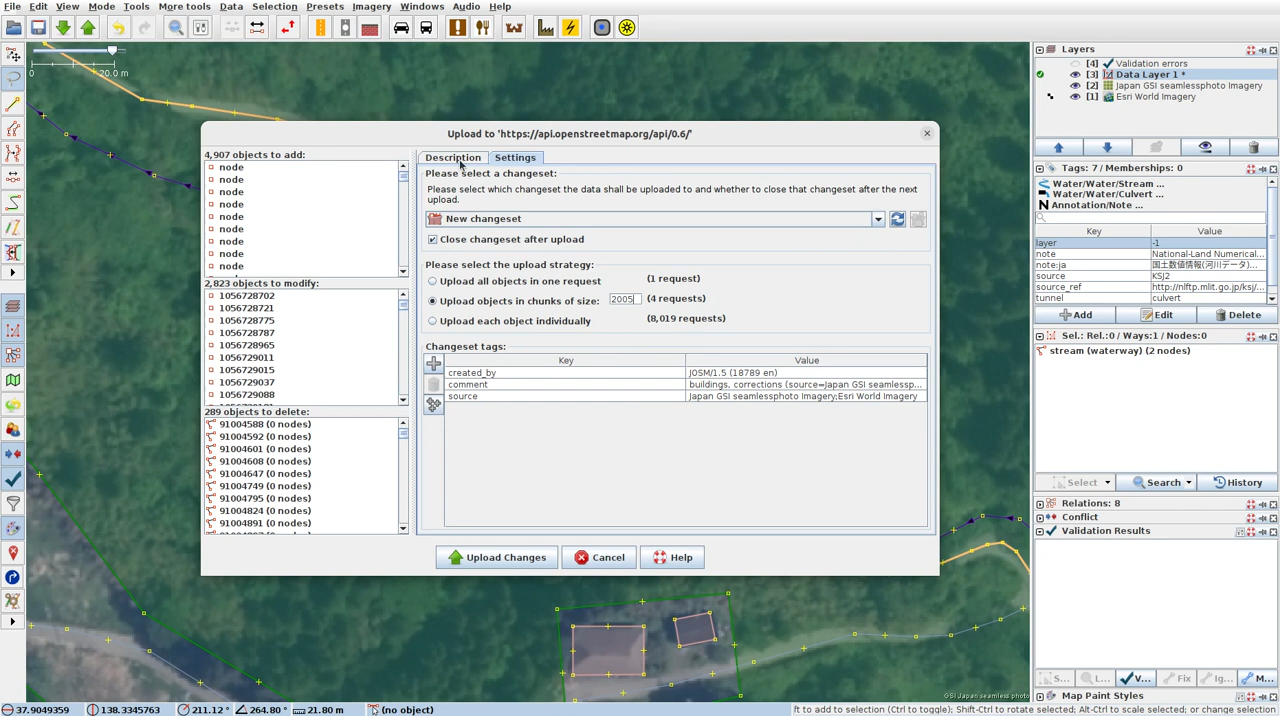 File Edit View Mode Tools More tools Data Selection Presets Imagery Windows Audio Help
0 20.0 m
Upload to 'https://api.openstreetmap.org/api/0.6/'
4,907 objects to add:
node
node
node
node
node
node
node
node
node
2,823 objects to modify:
1056728702
1056728721
1056728775
1056728787
1056728965
1056729011
1056729015
1056729037
1056729088
289 objects to delete:
91004588 (0 nodes)
91004592 (0 nodes)
91004601 (0 nodes)
91004608 (0 nodes)
91004647 (0 nodes)
91004749 (0 nodes)
91004795 (0 nodes)
91004824 (0 nodes)
91004891 (0 nodes)
Description Settings
Please select a changeset:
Please select which changeset the data shall be uploaded to and whether to close that changeset after the next
upload.
New changeset
Close changeset after upload
Please select the upload strategy:
Upload all objects in one request (1 request)
Upload objects in chunks of size: 2005 (4 requests)
Upload each object individually (8,019 requests)
Changeset tags:
Key Value
created_by JOSM/1.5 (18789 en)
comment buildings, corrections (source=Japan GSI seamlessp...
source Japan GSI seamlessphoto Imagery;Esri World Imagery
Upload Changes Cancel Help
Layers
[4] Validation errors
[3] Data Layer 1 *
[2] Japan GSI seamlessphoto Imagery
[1] Esri World Imagery
Tags: 7 / Memberships: 0
Water/Water/Stream ...
Water/Water/Culvert ...
Annotation/Note ...
Key Value
layer -1
note National-Land Numerical...
note:ja 国土数値情報(河川データ)...
source KSJ2
source_ref http://nlftp.mlit.go.jp/ksj/...
tunnel culvert
Add Edit Delete
Sel.: Rel.:0 / Ways:1 / Nodes:0
stream (waterway) (2 nodes)
Select Search History
Relations: 8
Conflict
Validation Results
S... L... V... Fix Ig... M...
Map Paint Styles
GSI Japan seamless photo
37.9049359 138.3345763 211.12° 264.80° 21.80 m (no object) ft to add to selection (Ctrl to toggle); Shift-Ctrl to rotate selected; Alt-Ctrl to scale selected; or change selection